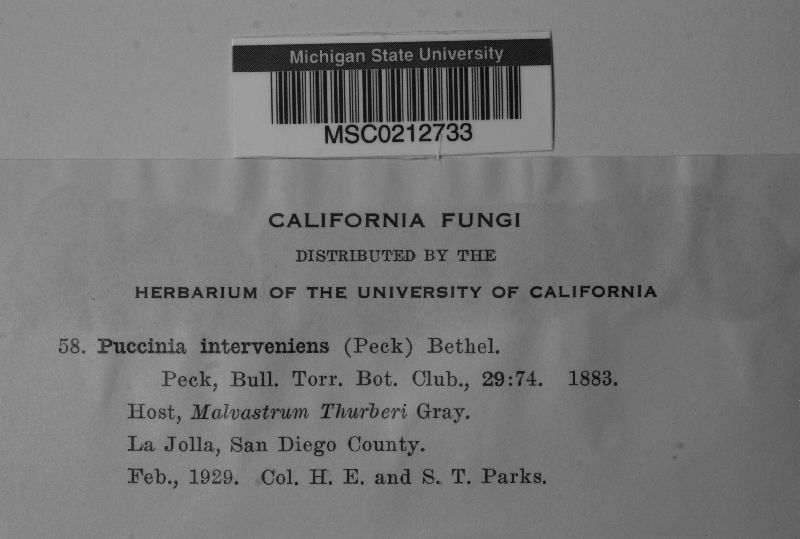 Michigan State University
MSC0212733
CALIFORNIA FUNGI
DISTRIBUTED BY THE
HERBARIUM OF THE UNIVERSITY OF CALIFORNIA
58. Puccinia interveniens (Peck) Bethel.
Peck, Bull. Torr. Bot. Club., 29:74. 1883.
Host, Malvastrum Thurberi Gray.
La Jolla, San Diego County.
Feb., 1929. Col. H. E. and S. T. Parks.